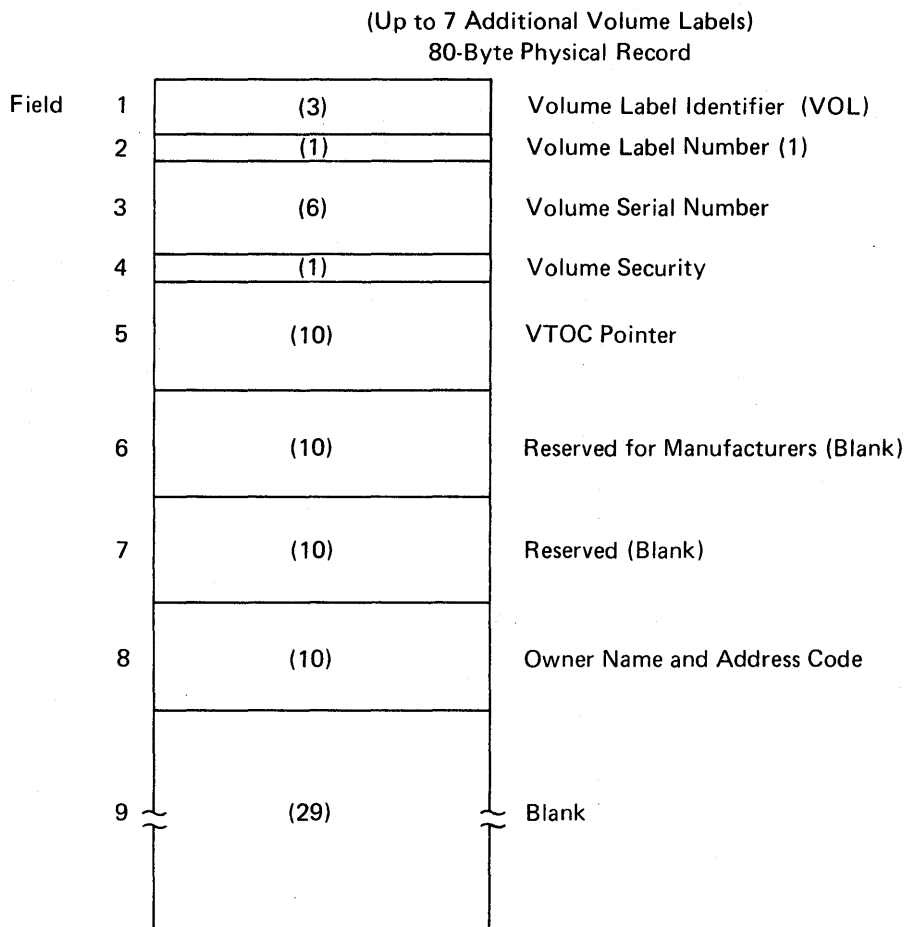 (Up to 7 Additional Volume Labels)
80-Byte Physical Record
Field 1 (3) Volume Label Identifier (VOL)
2 (1) Volume Label Number (1)
3 (6) Volume Serial Number
4 (1) Volume Security
5 (10) VTOC Pointer
6 (10) Reserved for Manufacturers (Blank)
7 (10) Reserved (Blank)
8 (10) Owner Name and Address Code
9 (29) Blank